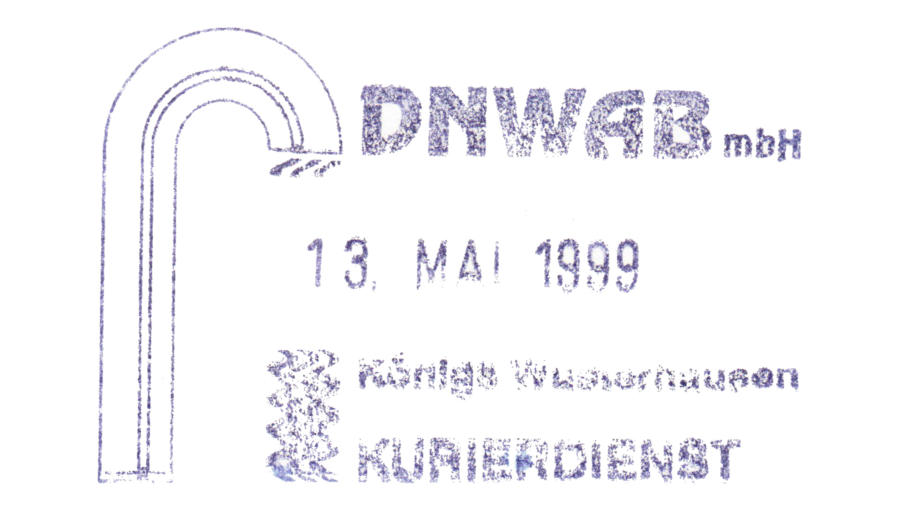 DNWAB mbH
13. MAI 1999
Königs Wusterhausen
KURIERDIENST